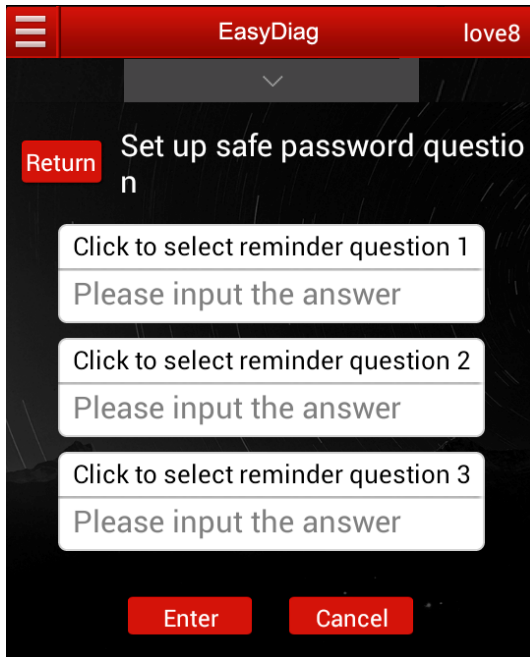 EasyDiag love8
Return Set up safe password questio
n
Click to select reminder question 1
Please input the answer
Click to select reminder question 2
Please input the answer
Click to select reminder question 3
Please input the answer
Enter Cancel